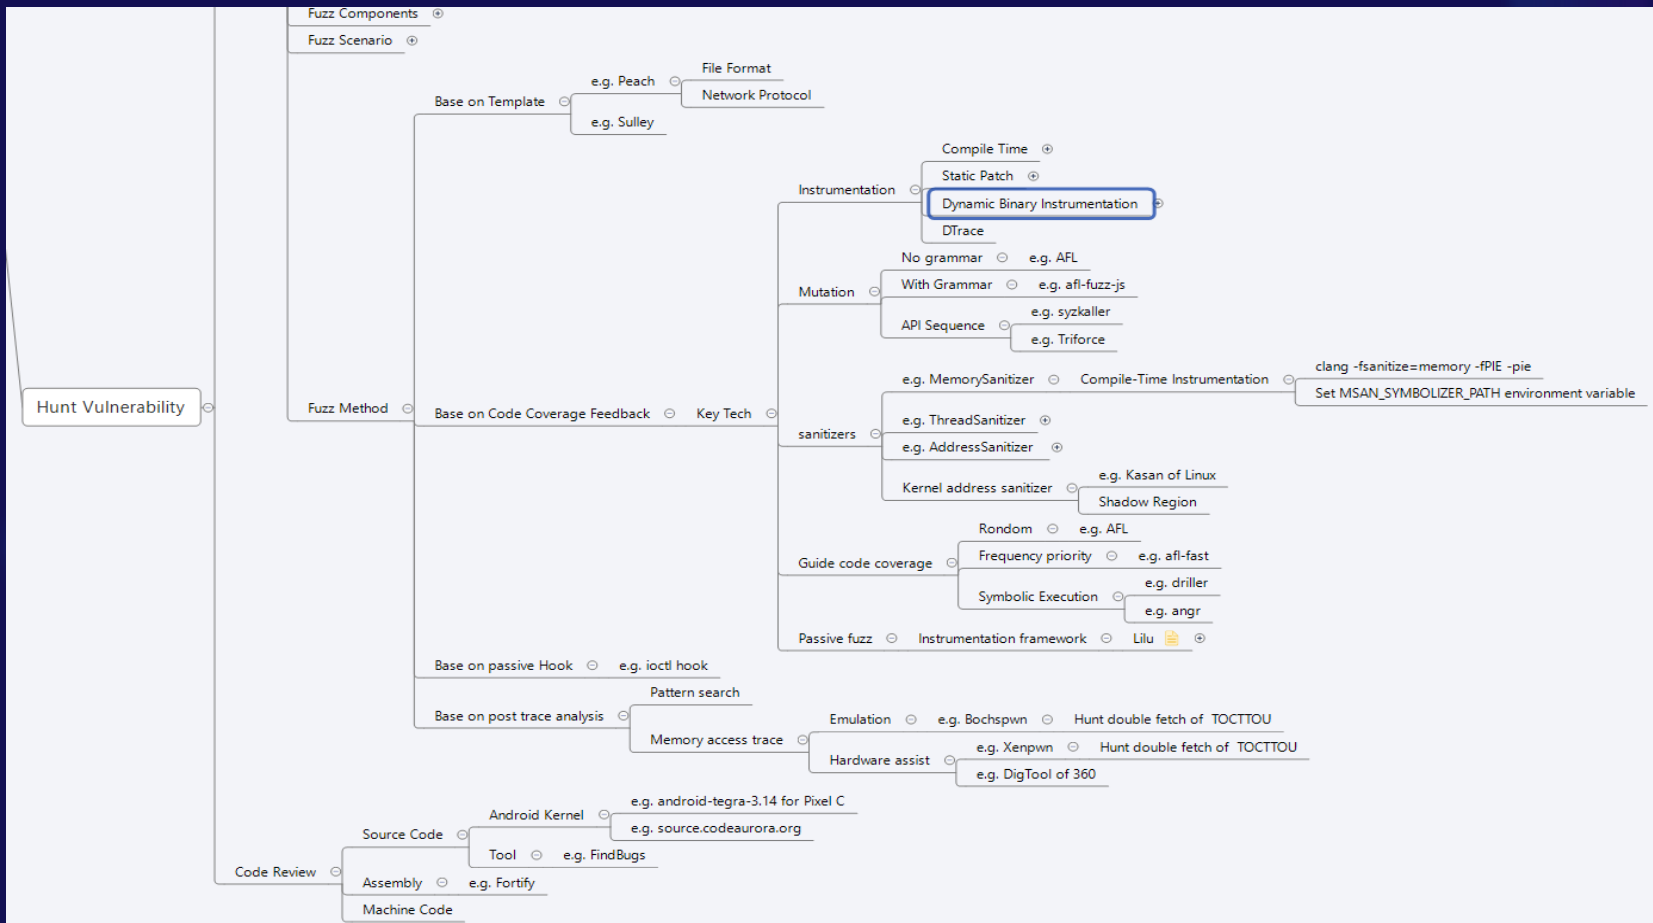 Fuzz Components
Fuzz Scenario
File Format
e.g. Peach
Network Protocol
Base on Template
e.g. Sulley
Compile Time
Static Patch
Instrumentation
Dynamic Binary Instrumentation
DTrace
No grammar e.g. AFL
With Grammar e.g. afl-fuzz-js
Mutation
e.g. syzkaller
API Sequence
e.g. Triforce
clang -fsanitize=memory -fPIE -pie
e.g. MemorySanitizer Compile-Time Instrumentation
Set MSAN_SYMBOLIZER_PATH environment variable
Hunt Vulnerability
Fuzz Method
Base on Code Coverage Feedback Key Tech
e.g. ThreadSanitizer
sanitizers
e.g. AddressSanitizer
e.g. Kasan of Linux
Kernel address sanitizer
Shadow Region
Rondom e.g. AFL
Frequency priority e.g. afl-fast
Guide code coverage
e.g. driller
Symbolic Execution
e.g. angr
Passive fuzz Instrumentation framework Lilu
Base on passive Hook e.g. ioctl hook
Pattern search
Base on post trace analysis
Emulation e.g. Bochspwn Hunt double fetch of TOCTTOU
Memory access trace
e.g. Xenpwn Hunt double fetch of TOCTTOU
Hardware assist
e.g. DigTool of 360
e.g. android-tegra-3.14 for Pixel C
Android Kernel
e.g. source.codeaurora.org
Source Code
Tool e.g. FindBugs
Code Review
Assembly e.g. Fortify
Machine Code